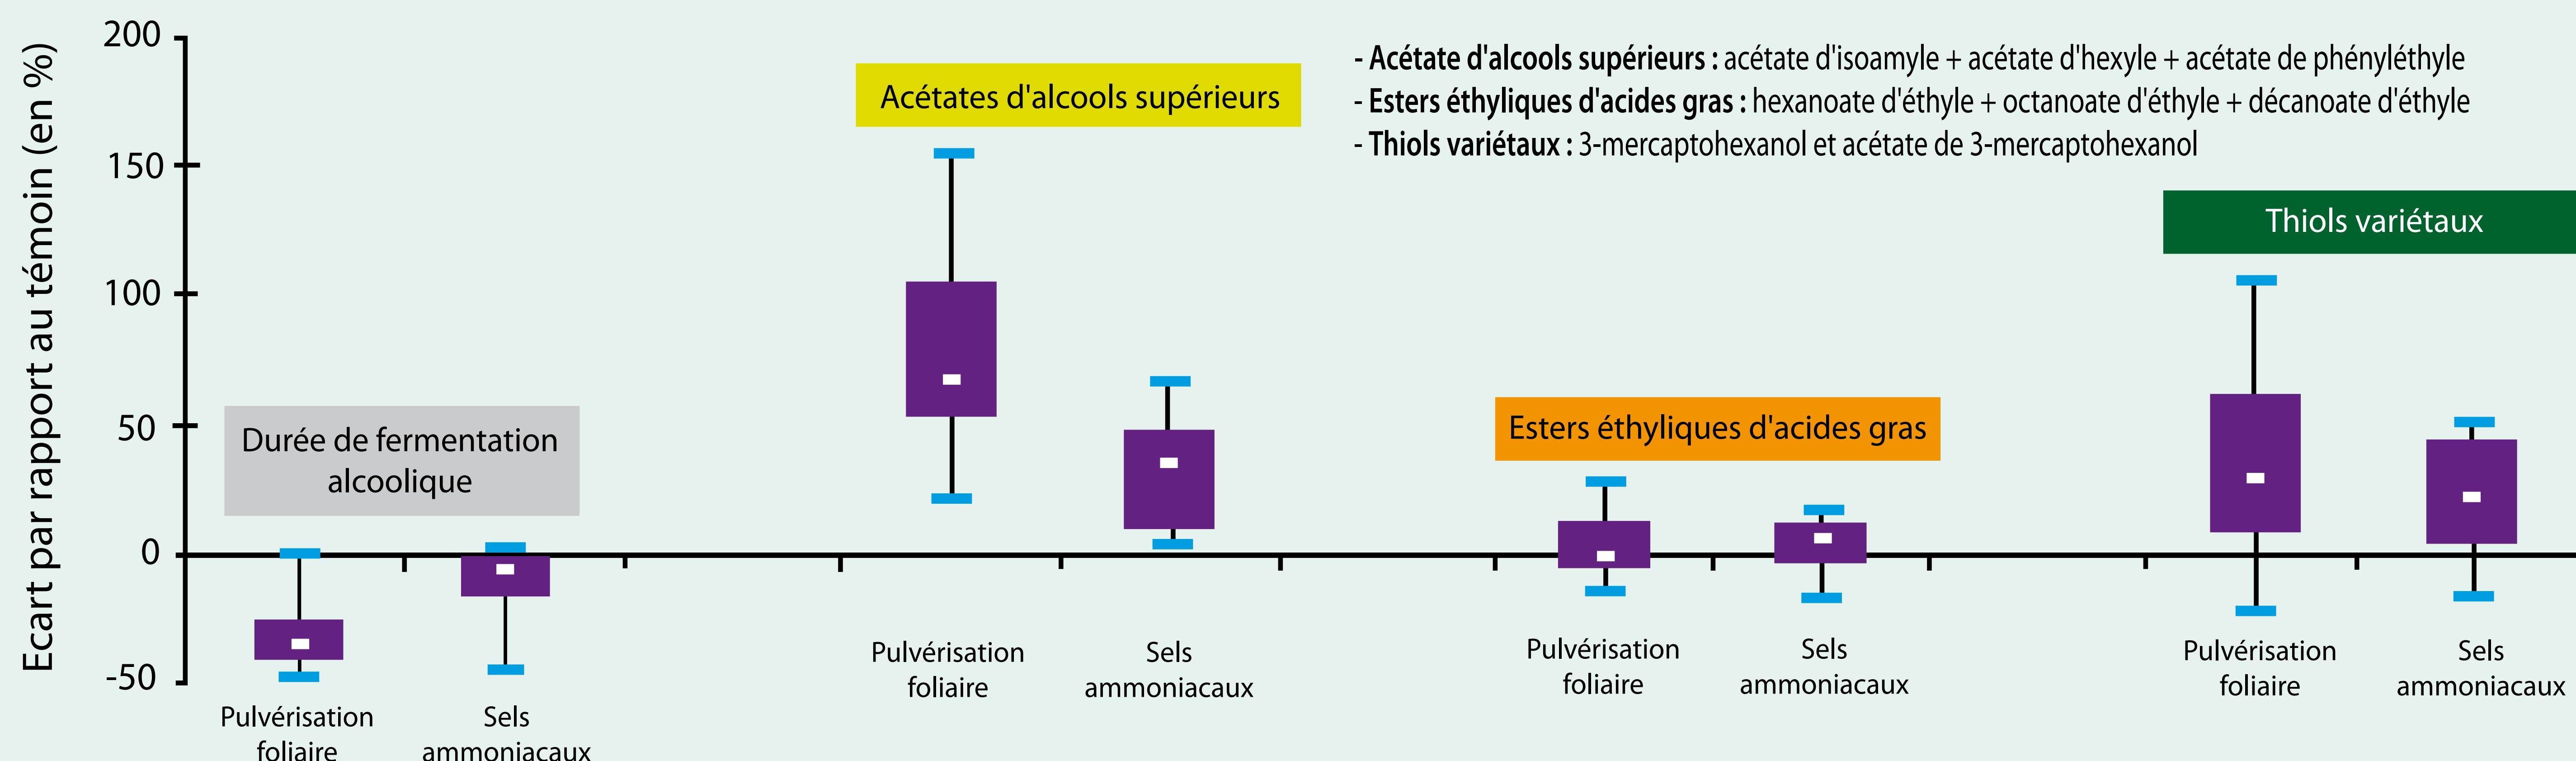 Ecart par rapport au témoin (en %)
200
150
100
50
0
-50
Durée de fermentation
alcoolique
Pulvérisation
foliaire
Sels
ammoniacaux
Acétates d'alcools supérieurs
Pulvérisation
foliaire
Sels
ammoniacaux
- Acétate d'alcools supérieurs : acétate d'isoamyle + acétate d'hexyle + acétate de phényléthyle
- Esters éthyliques d'acides gras : hexanoate d'éthyle + octanoate d'éthyle + décanoate d'éthyle
- Thiols variétaux : 3-mercaptohexanol et acétate de 3-mercaptohexanol
Esters éthyliques d'acides gras
Pulvérisation
foliaire
Sels
ammoniacaux
Thiols variétaux
Pulvérisation
foliaire
Sels
ammoniacaux